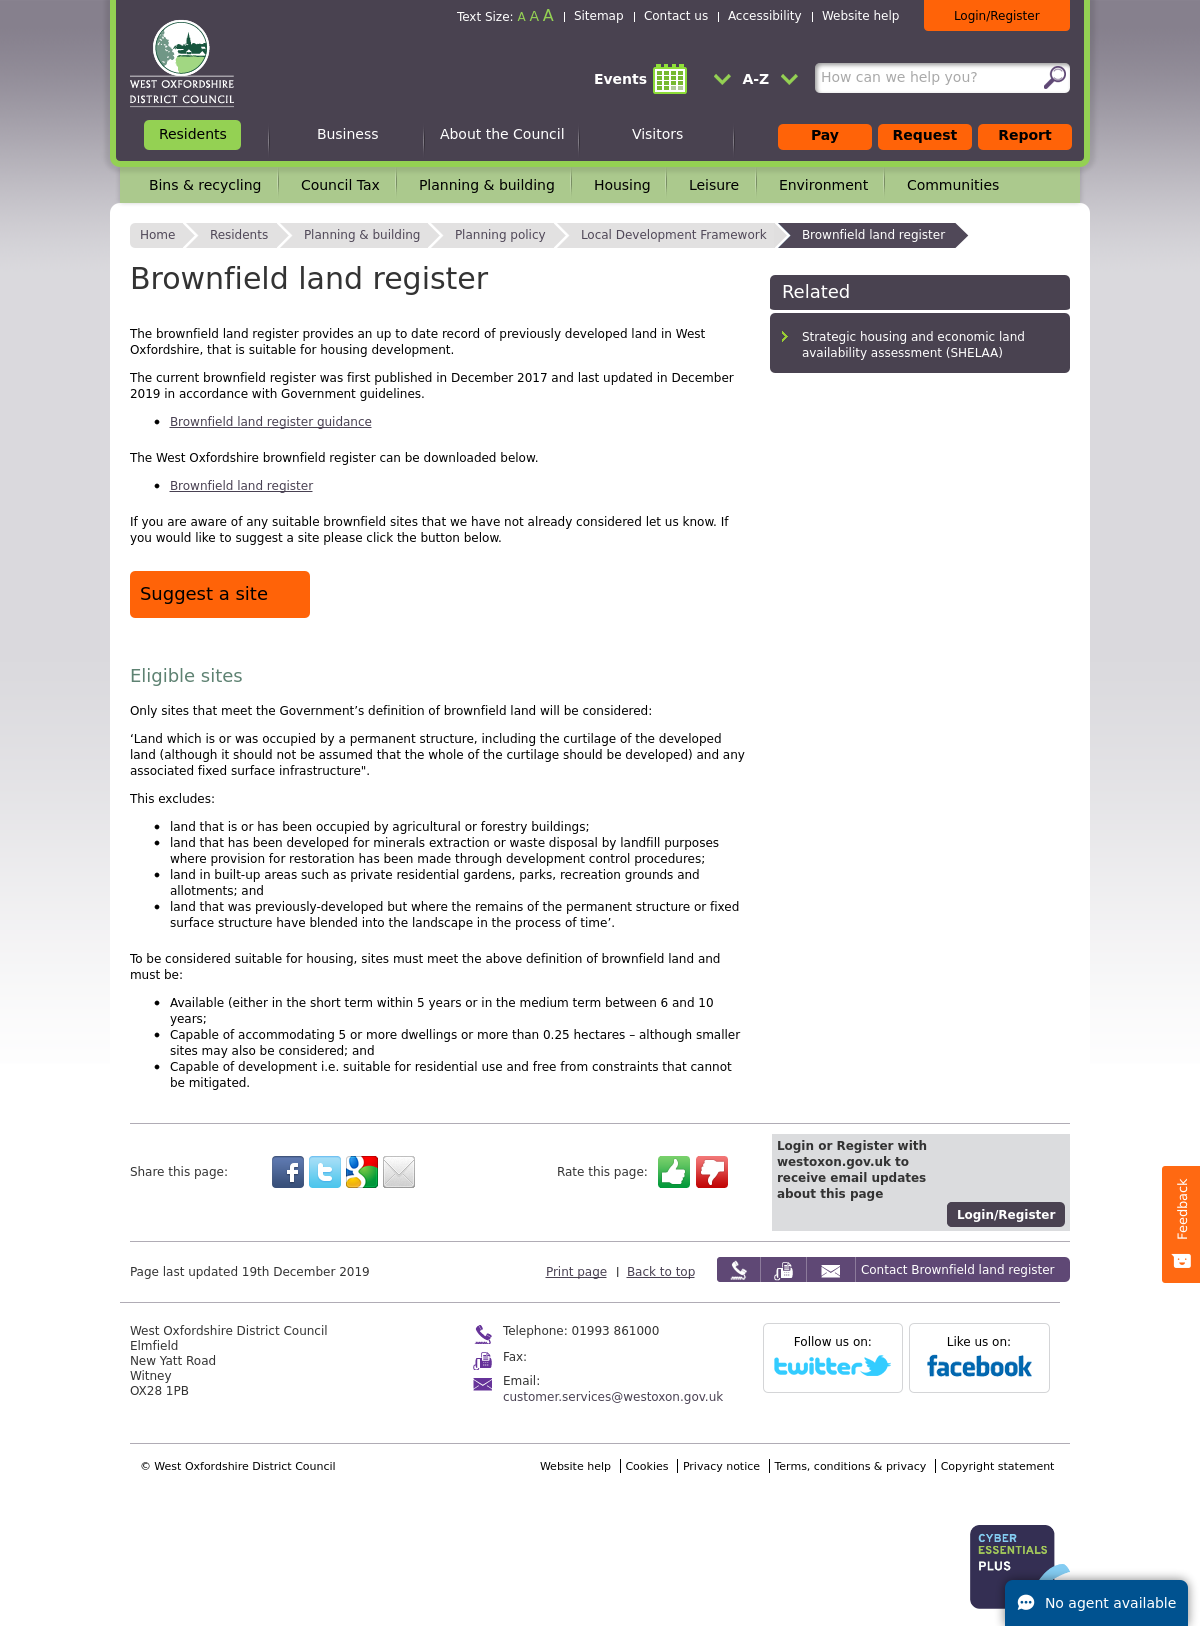 Text Size: A A A
Sitemap
Contact us
Accessibility
Website help
Login/Register
WEST OXFORDSHIRE
DISTRICT COUNCIL
Events
A-Z
How can we help you?
Residents
Business
About the Council
Visitors
Pay
Request
Report
Bins & recycling
Council Tax
Planning & building
Housing
Leisure
Environment
Communities
Home
Residents
Planning & building
Planning policy
Local Development Framework
Brownfield land register
Brownfield land register
The brownfield land register provides an up to date record of previously developed land in West
Oxfordshire, that is suitable for housing development.
The current brownfield register was first published in December 2017 and last updated in December
2019 in accordance with Government guidelines.
Brownfield land register guidance
The West Oxfordshire brownfield register can be downloaded below.
Brownfield land register
If you are aware of any suitable brownfield sites that we have not already considered let us know. If
you would like to suggest a site please click the button below.
Suggest a site
Related
Strategic housing and economic land
availability assessment (SHELAA)
Eligible sites
Only sites that meet the Government’s definition of brownfield land will be considered:
‘Land which is or was occupied by a permanent structure, including the curtilage of the developed
land (although it should not be assumed that the whole of the curtilage should be developed) and any
associated fixed surface infrastructure".
This excludes:
land that is or has been occupied by agricultural or forestry buildings;
land that has been developed for minerals extraction or waste disposal by landfill purposes
where provision for restoration has been made through development control procedures;
land in built-up areas such as private residential gardens, parks, recreation grounds and
allotments; and
land that was previously-developed but where the remains of the permanent structure or fixed
surface structure have blended into the landscape in the process of time’.
To be considered suitable for housing, sites must meet the above definition of brownfield land and
must be:
Available (either in the short term within 5 years or in the medium term between 6 and 10
years;
Capable of accommodating 5 or more dwellings or more than 0.25 hectares – although smaller
sites may also be considered; and
Capable of development i.e. suitable for residential use and free from constraints that cannot
be mitigated.
Share this page:
Rate this page:
Login or Register with
westoxon.gov.uk to
receive email updates
about this page
Login/Register
Feedback
Page last updated 19th December 2019
Print page
Back to top
Contact Brownfield land register
West Oxfordshire District Council
Elmfield
New Yatt Road
Witney
OX28 1PB
Telephone: 01993 861000
Fax:
Email:
customer.services@westoxon.gov.uk
Follow us on:
twitter
Like us on:
facebook
© West Oxfordshire District Council
Website help
Cookies
Privacy notice
Terms, conditions & privacy
Copyright statement
CYBER
ESSENTIALS
PLUS
No agent available